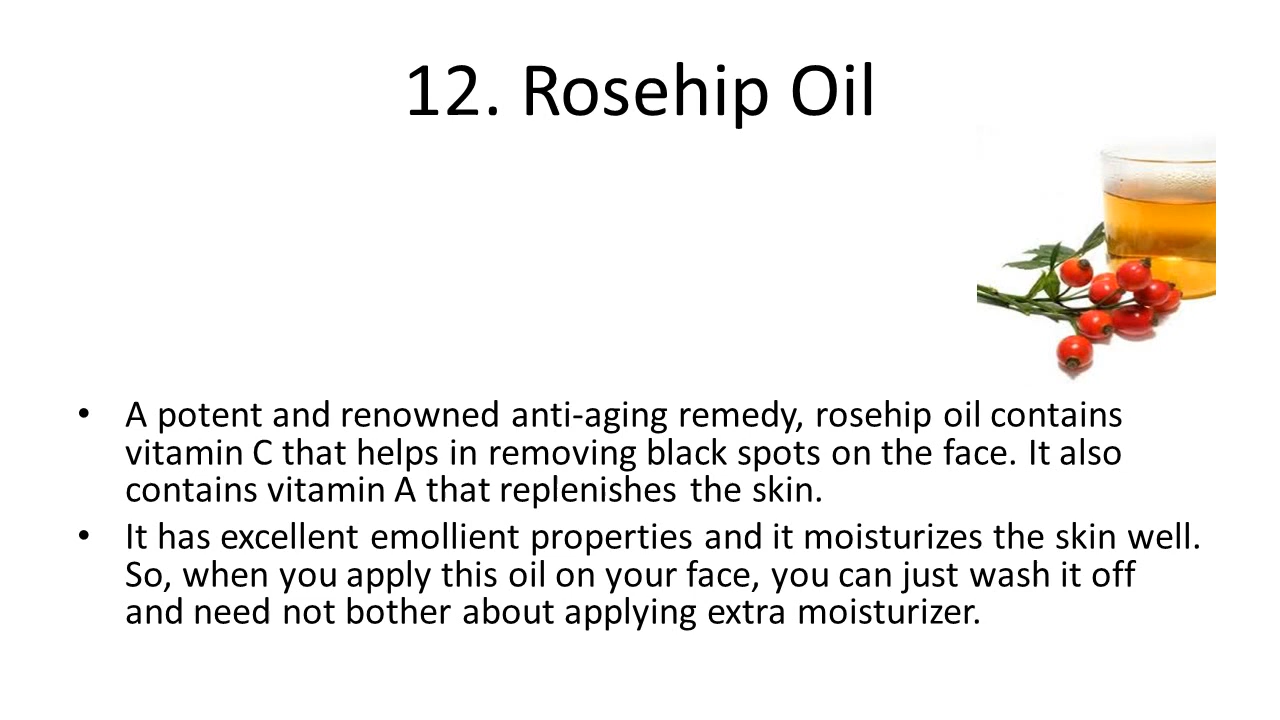 12. Rosehip Oil
• A potent and renowned anti-aging remedy, rosehip oil contains
vitamin C that helps in removing black spots on the face. It also
contains vitamin A that replenishes the skin.
• It has excellent emollient properties and it moisturizes the skin well.
So, when you apply this oil on your face, you can just wash it off
and need not bother about applying extra moisturizer.